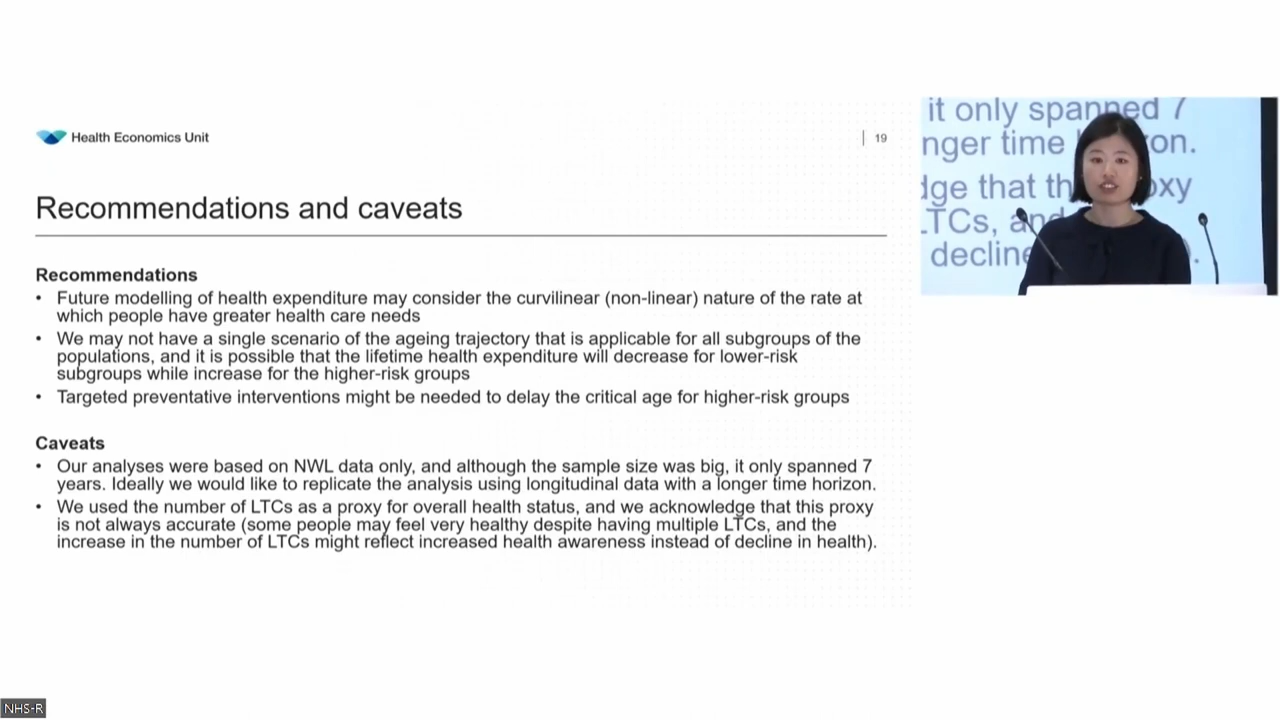 Health Economics Unit
19
Recommendations and caveats
Recommendations
• Future modelling of health expenditure may consider the curvilinear (non-linear) nature of the rate at
which people have greater health care needs
• We may not have a single scenario of the ageing trajectory that is applicable for all subgroups of the
populations, and it is possible that the lifetime health expenditure will decrease for lower-risk
subgroups while increase for the higher-risk groups
• Targeted preventative interventions might be needed to delay the critical age for higher-risk groups
Caveats
• Our analyses were based on NWL data only, and although the sample size was big, it only spanned 7
years. Ideally we would like to replicate the analysis using longitudinal data with a longer time horizon.
• We used the number of LTCs as a proxy for overall health status, and we acknowledge that this proxy
is not always accurate (some people may feel very healthy despite having multiple LTCs, and the
increase in the number of LTCs might reflect increased health awareness instead of decline in health).
it only spanned 7
nger time on.
dge that th oxy
LTCs, and
decline
NHS-R